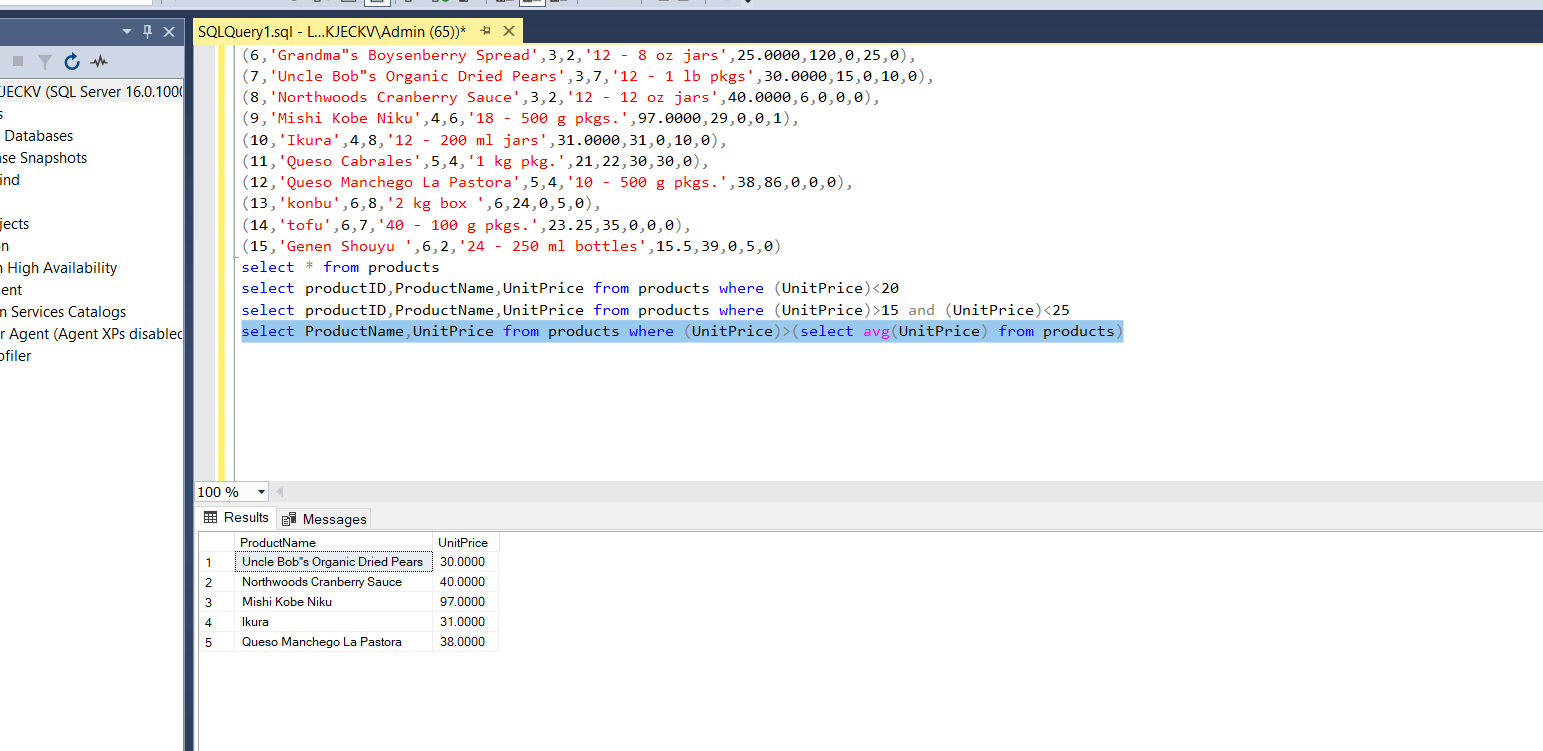 SQLQuery1.sql - L...KJECKV\Admin (65))*
JECKV (SQL Server 16.0.1000
s
Databases
ase Snapshots
ind
jects
on
n High Availability
ent
n Services Catalogs
r Agent (Agent XPs disabled
ofiler
(6,'Grandma"s Boysenberry Spread',3,2,'12 - 8 oz jars',25.0000,120,0,25,0),
(7,'Uncle Bob"s Organic Dried Pears',3,7,'12 - 1 lb pkgs',30.0000,15,0,10,0),
(8,'Northwoods Cranberry Sauce',3,2,'12 - 12 oz jars',40.0000,6,0,0,0),
(9,'Mishi Kobe Niku',4,6,'18 - 500 g pkgs.',97.0000,29,0,0,1),
(10,'Ikura',4,8,'12 - 200 ml jars',31.0000,31,0,10,0),
(11,'Queso Cabrales',5,4,'1 kg pkg.',21,22,30,30,0),
(12,'Queso Manchego La Pastora',5,4,'10 - 500 g pkgs.',38,86,0,0,0),
(13,'konbu',6,8,'2 kg box ',6,24,0,5,0),
(14,'tofu',6,7,'40 - 100 g pkgs.',23.25,35,0,0,0),
(15,'Genen Shouyu ',6,2,'24 - 250 ml bottles',15.5,39,0,5,0)
select * from products
select productID,ProductName,UnitPrice from products where (UnitPrice)<20
select productID,ProductName,UnitPrice from products where (UnitPrice)>15 and (UnitPrice)<25
select ProductName,UnitPrice from products where (UnitPrice)>(select avg(UnitPrice) from products)
100 %
Results Messages
ProductName UnitPrice
1 Uncle Bob"s Organic Dried Pears 30.0000
2 Northwoods Cranberry Sauce 40.0000
3 Mishi Kobe Niku 97.0000
4 Ikura 31.0000
5 Queso Manchego La Pastora 38.0000